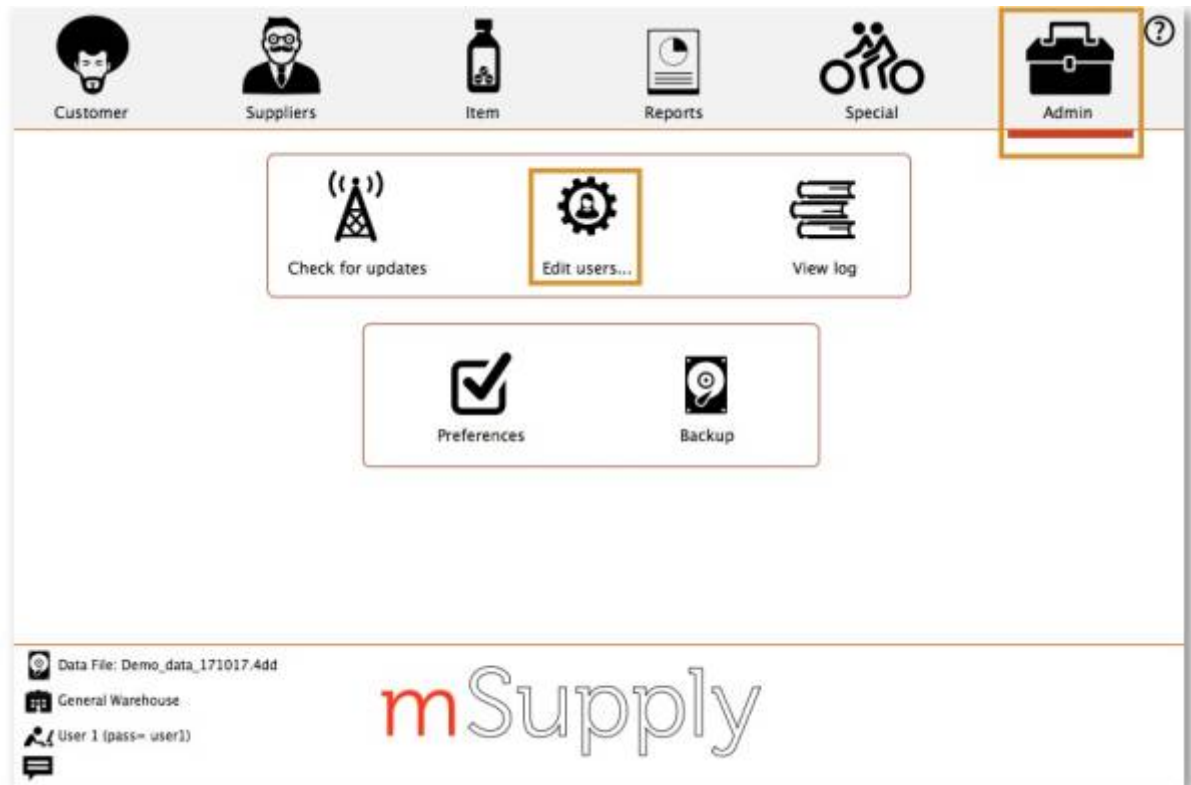 Customer
Suppliers
Item
Reports
Special
Admin
?
Check for updates
Edit users...
View log
Preferences
Backup
Data File: Demo_data_171017.4dd
General Warehouse
User 1 (pass= user1)
mSupply